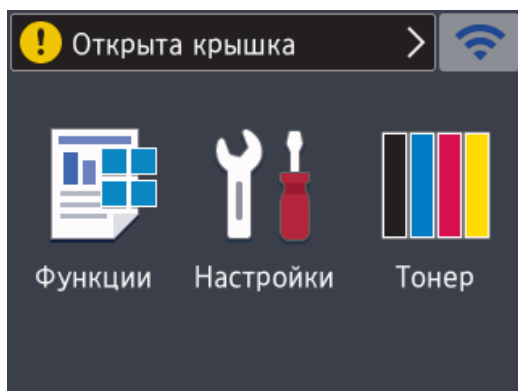 Открыта крышка
Функции
Настройки
Тонер